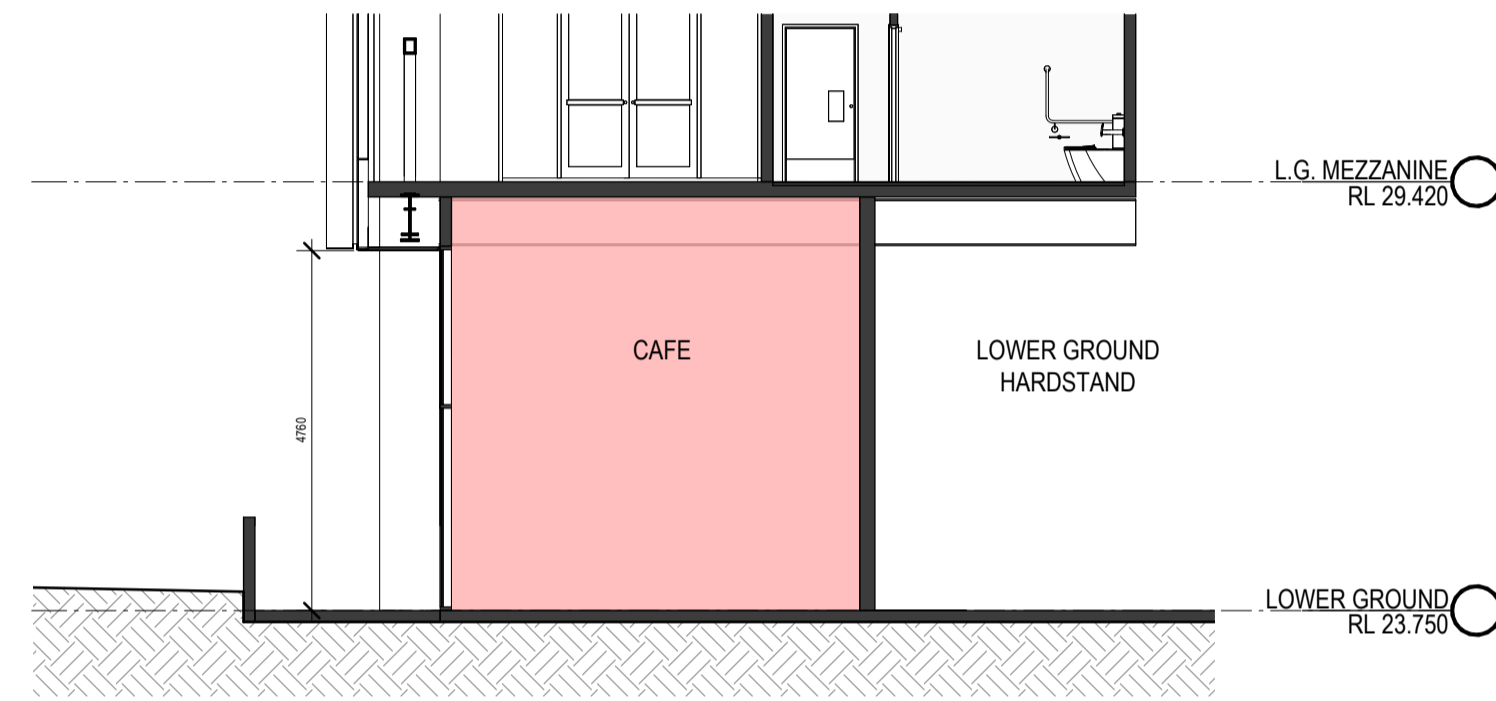 L.G. MEZZANINE
RL 29.420
CAFE
LOWER GROUND
HARDSTAND
4760
LOWER GROUND
RL 23.750